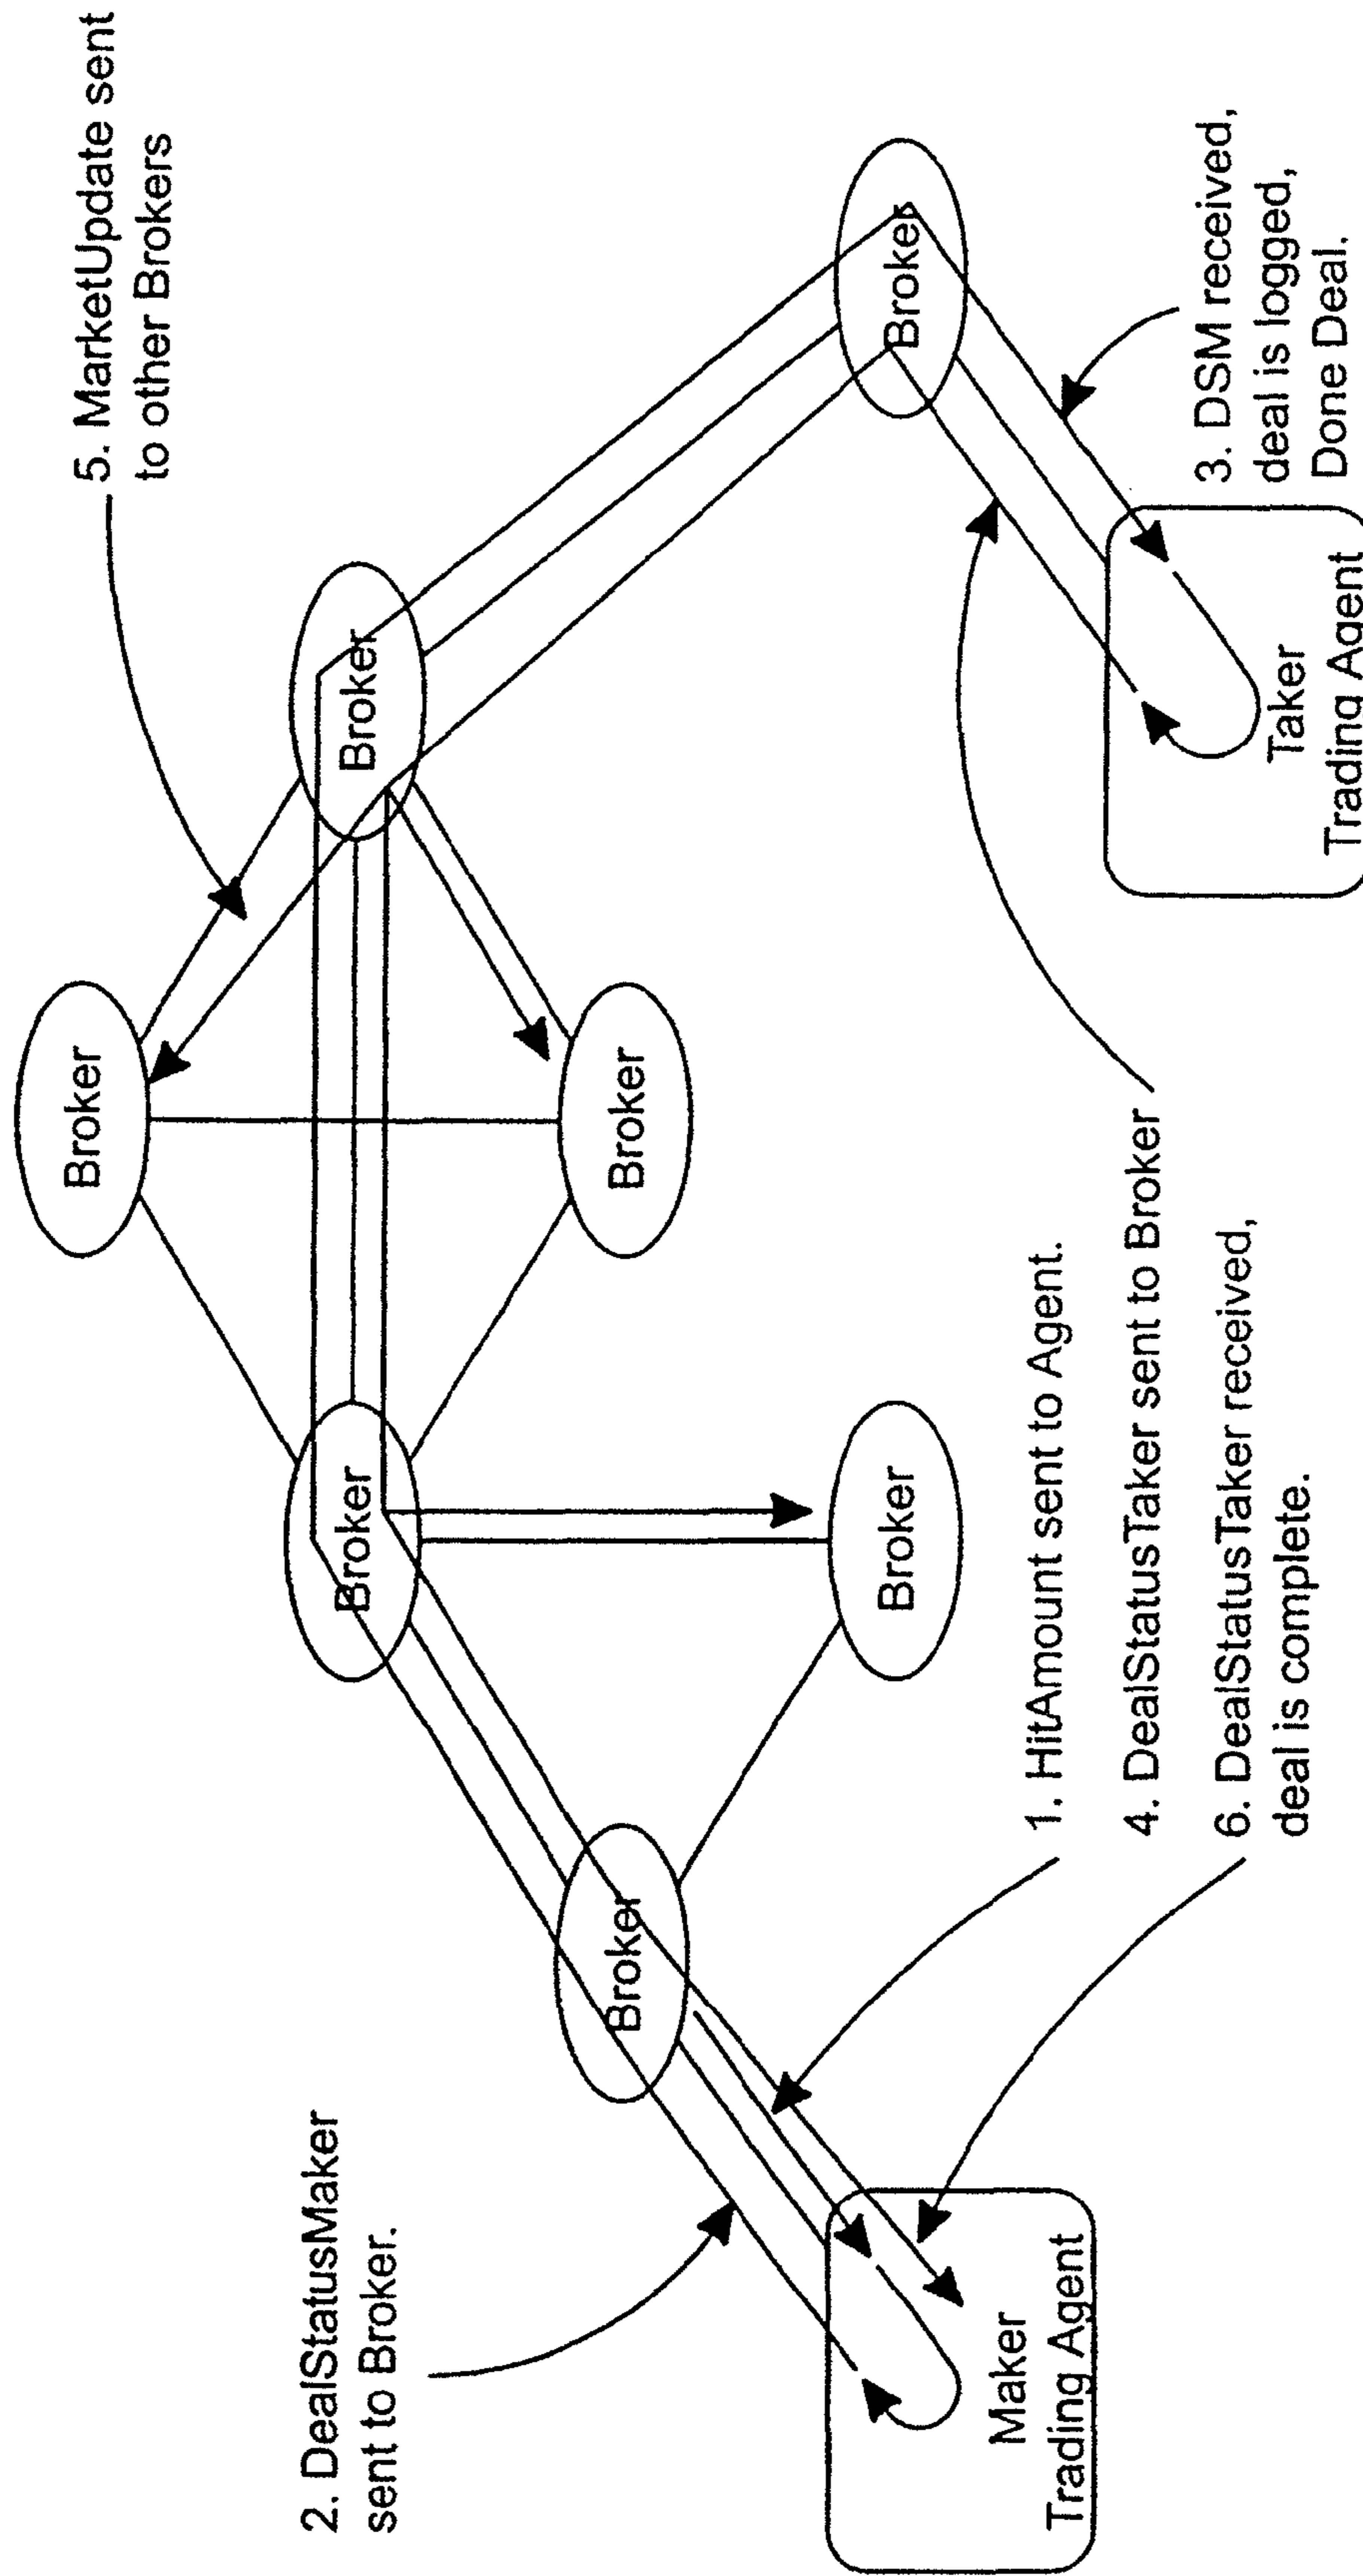 5. MarketUpdate sent
to other Brokers
2. DealStatusMaker
sent to Broker.
Broker
Broker
Broker
Broker
Broker
Broker
Broker
Maker
Trading Agent
1. HitAmount sent to Agent.
4. DealStatusTaker sent to Broker
6. DealStatusTaker received,
deal is complete.
Taker
Trading Agent
3. DSM received,
deal is logged,
Done Deal.